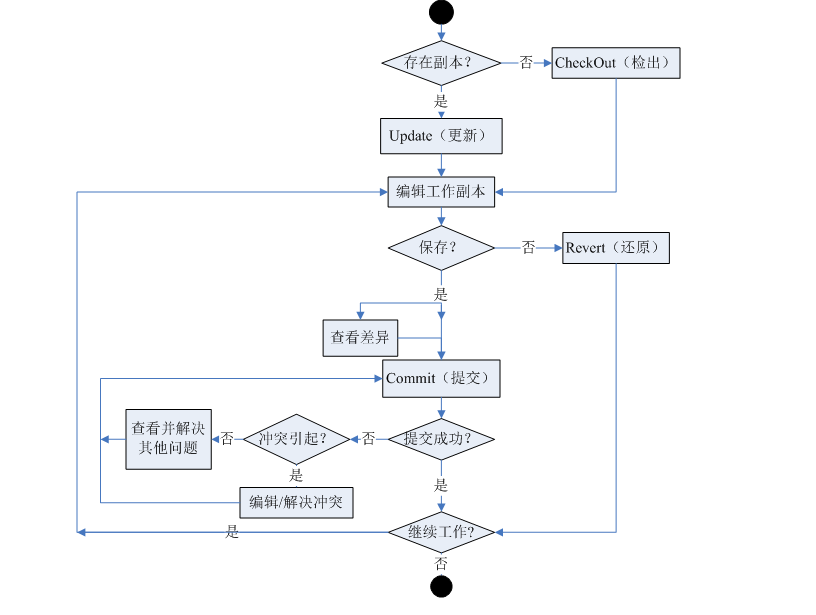 存在副本？
否
CheckOut（检出）
是
Update（更新）
编辑工作副本
保存？
否
Revert（还原）
是
查看差异
Commit（提交）
查看并解决
其他问题
否
冲突引起？
否
提交成功？
是
是
编辑/解决冲突
是
继续工作？
否